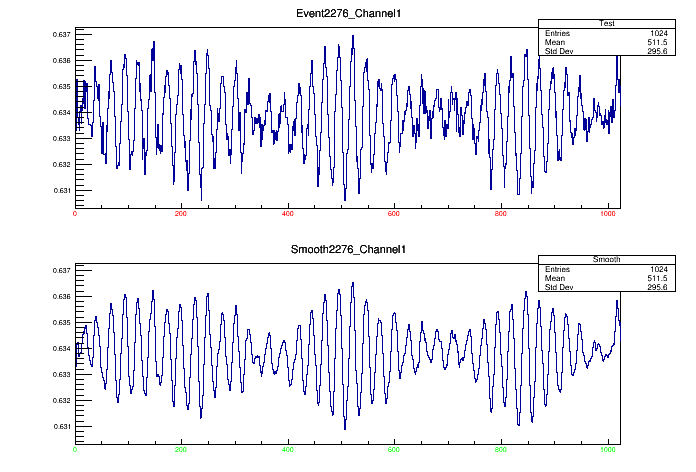 Event2276_Channel1
Test
Entries 1024
Mean 511.5
Std Dev 295.6
0.637
0.636
0.635
0.634
0.633
0.632
0.631
0 200 400 600 800 1000
Smooth2276_Channel1
Smooth
Entries 1024
Mean 511.5
Std Dev 295.6
0.637
0.636
0.635
0.634
0.633
0.632
0.631
0 200 400 600 800 1000